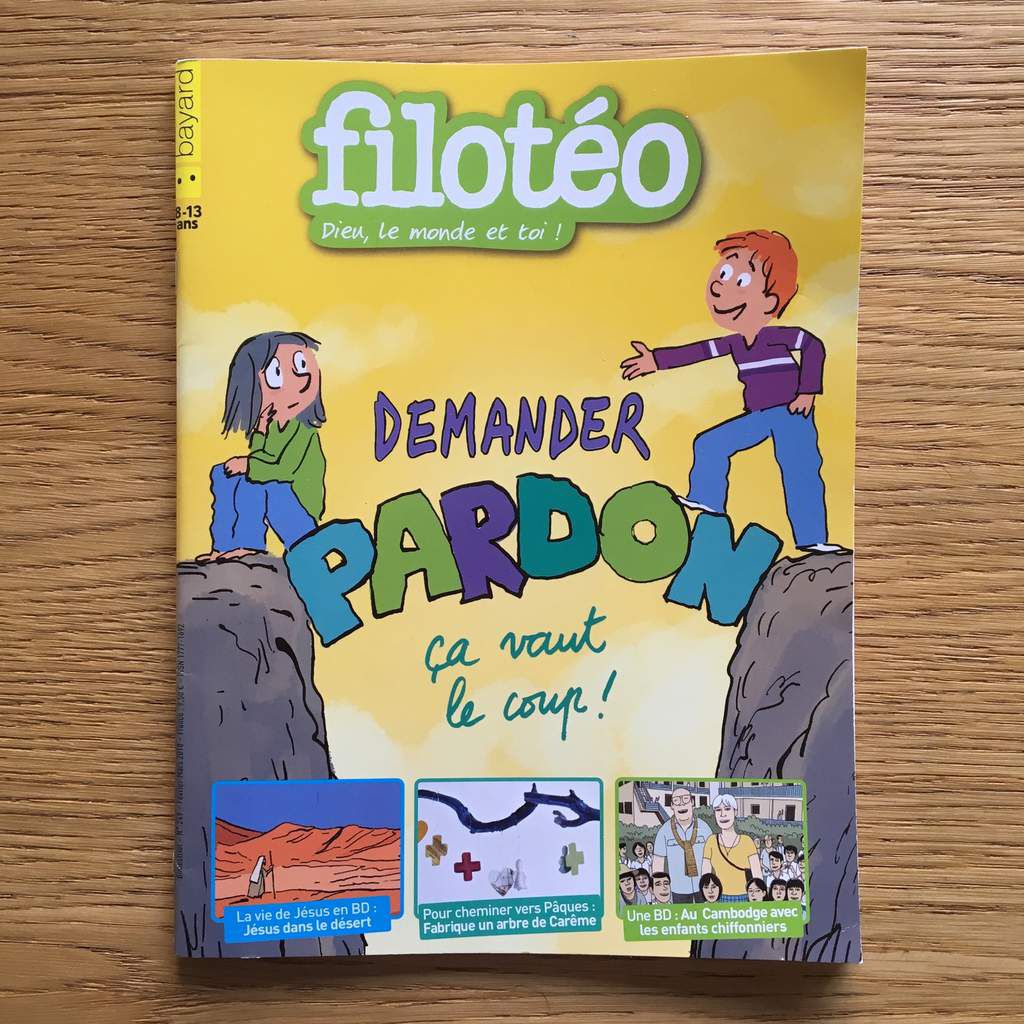 bayard
8-13
ans
filotéo
Dieu, le monde et toi !
DEMANDER
PARDON
ça vaut
le coup !
La vie de Jésus en BD :
Jésus dans le désert
Pour cheminer vers Pâques :
Fabrique un arbre de Carême
Une BD : Au Cambodge avec
les enfants chiffonniers